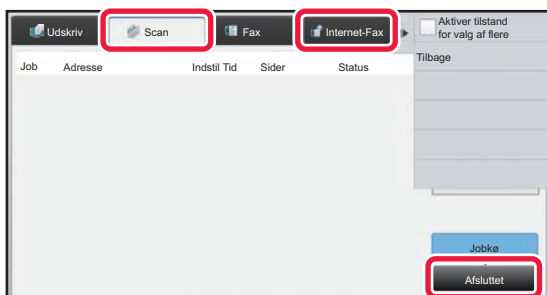 Udskriv Scan Fax Internet-Fax
Aktiver tilstand
for valg af flere
Job Adresse Indstil Tid Sider Status
Tilbage
Jobkø
Afsluttet